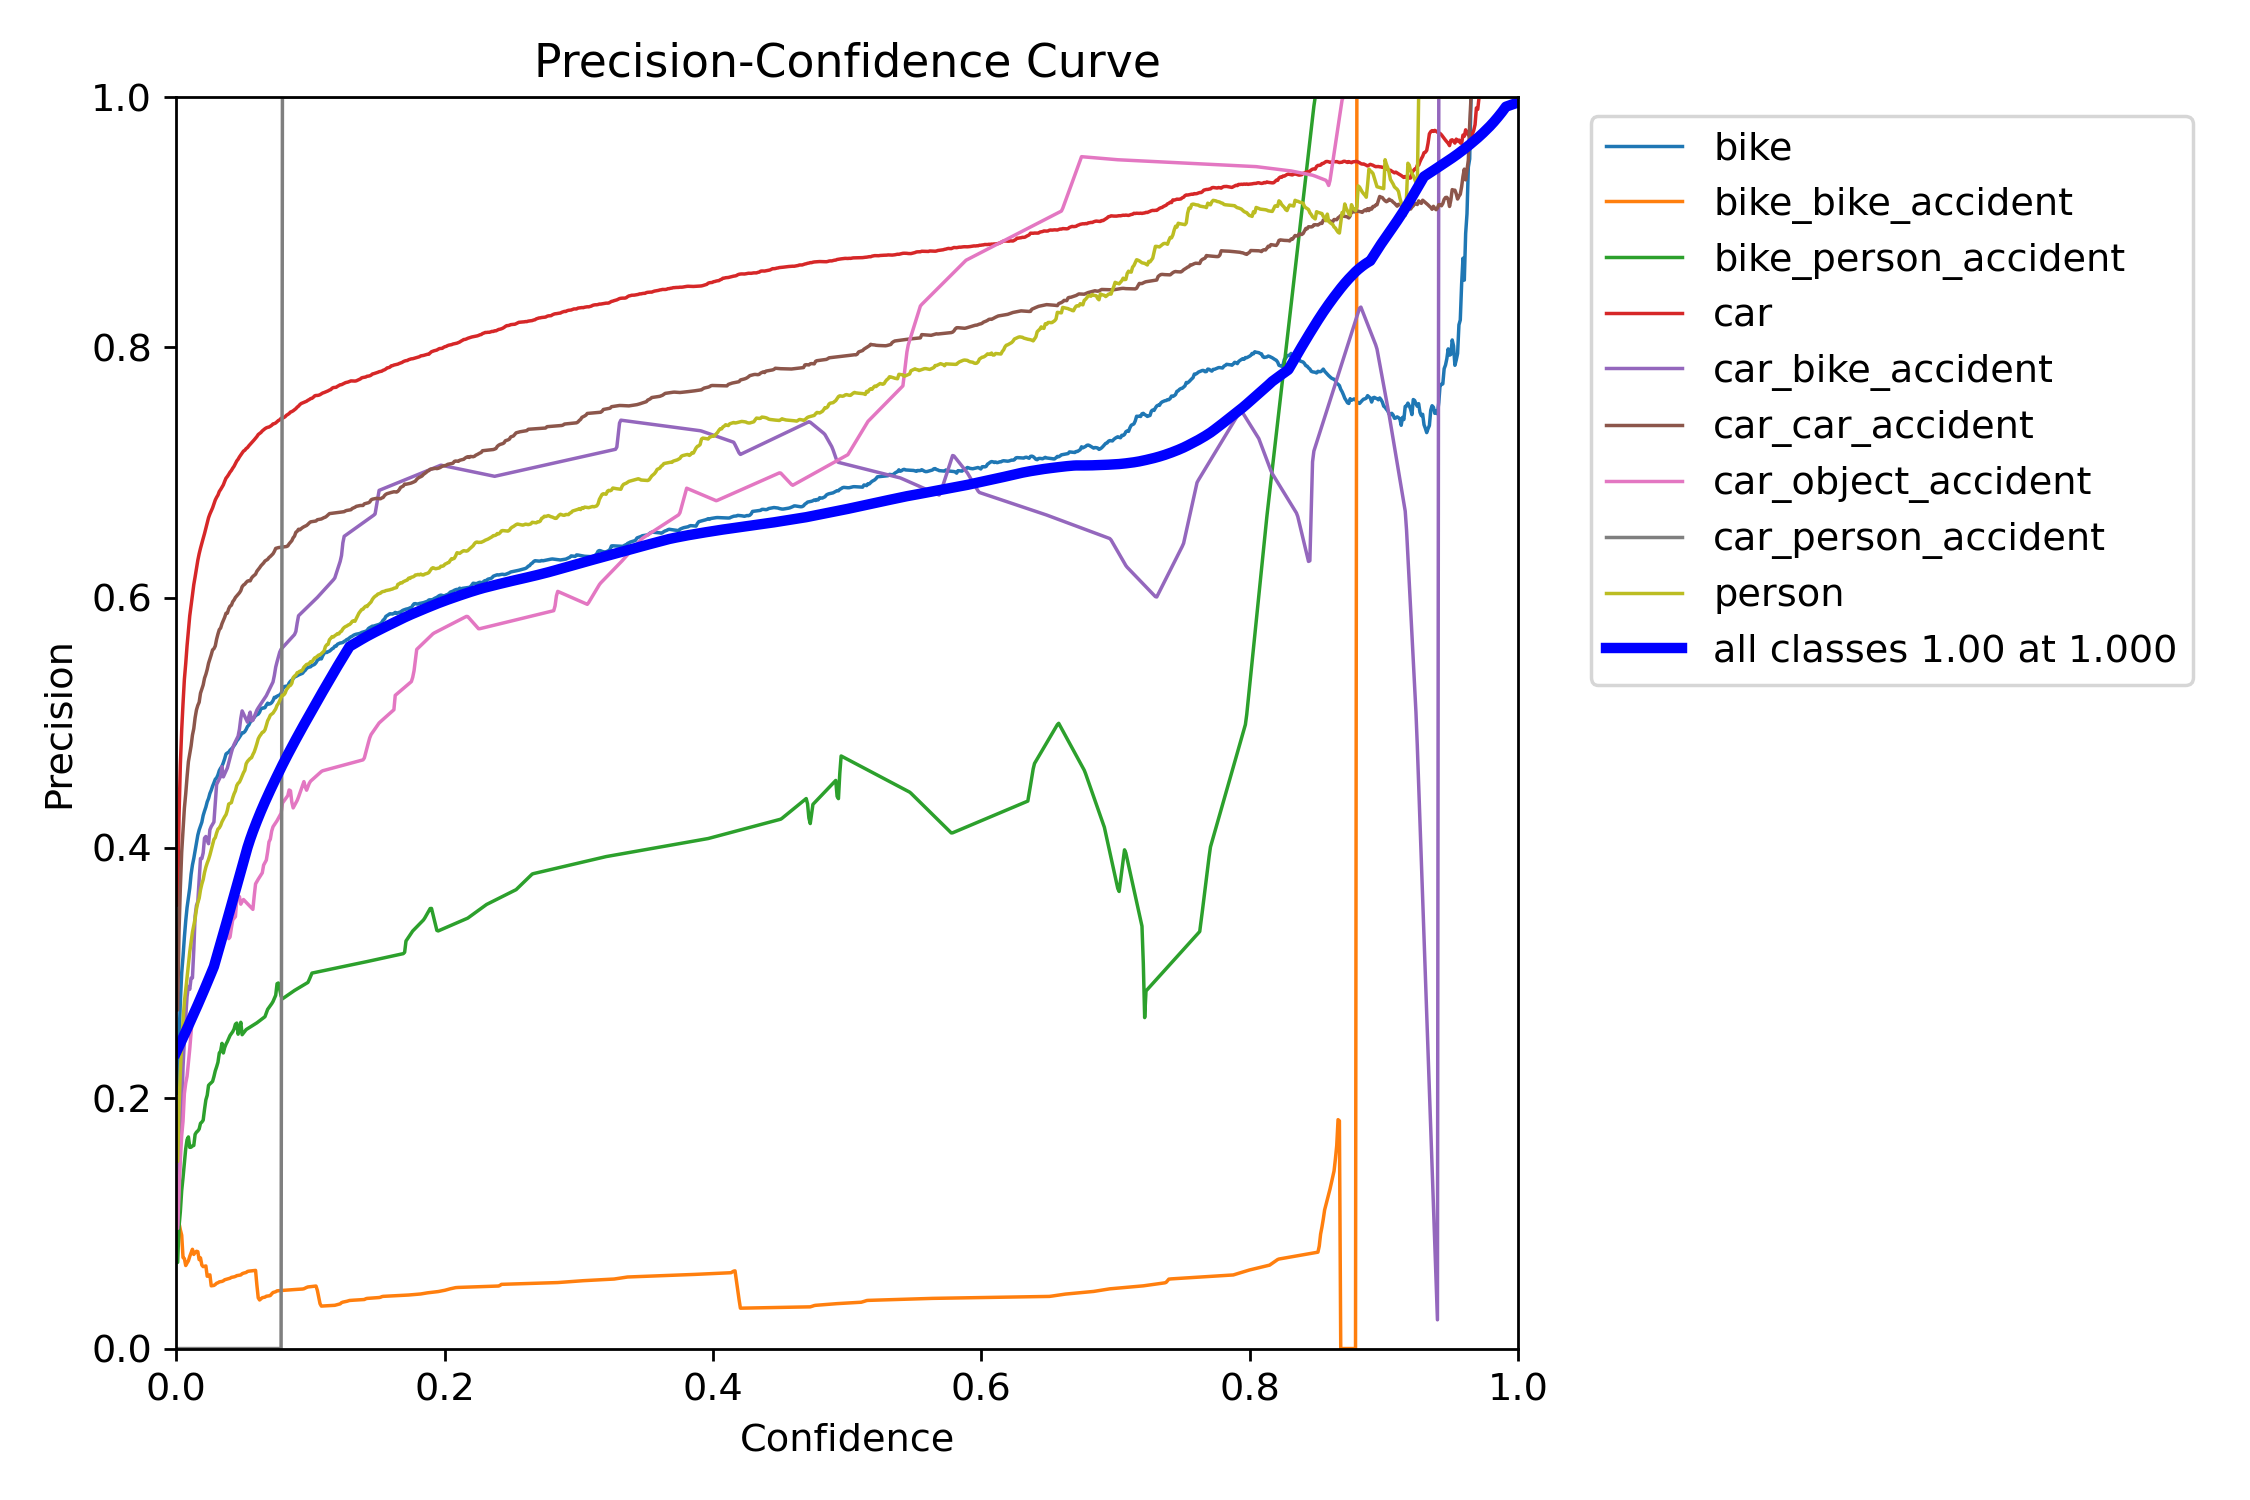 Precision-Confidence Curve
1.0
0.8
0.6
0.4
0.2
0.0
Precision
0.0 0.2 0.4 0.6 0.8 1.0
Confidence
bike
bike_bike_accident
bike_person_accident
car
car_bike_accident
car_car_accident
car_object_accident
car_person_accident
person
all classes 1.00 at 1.000